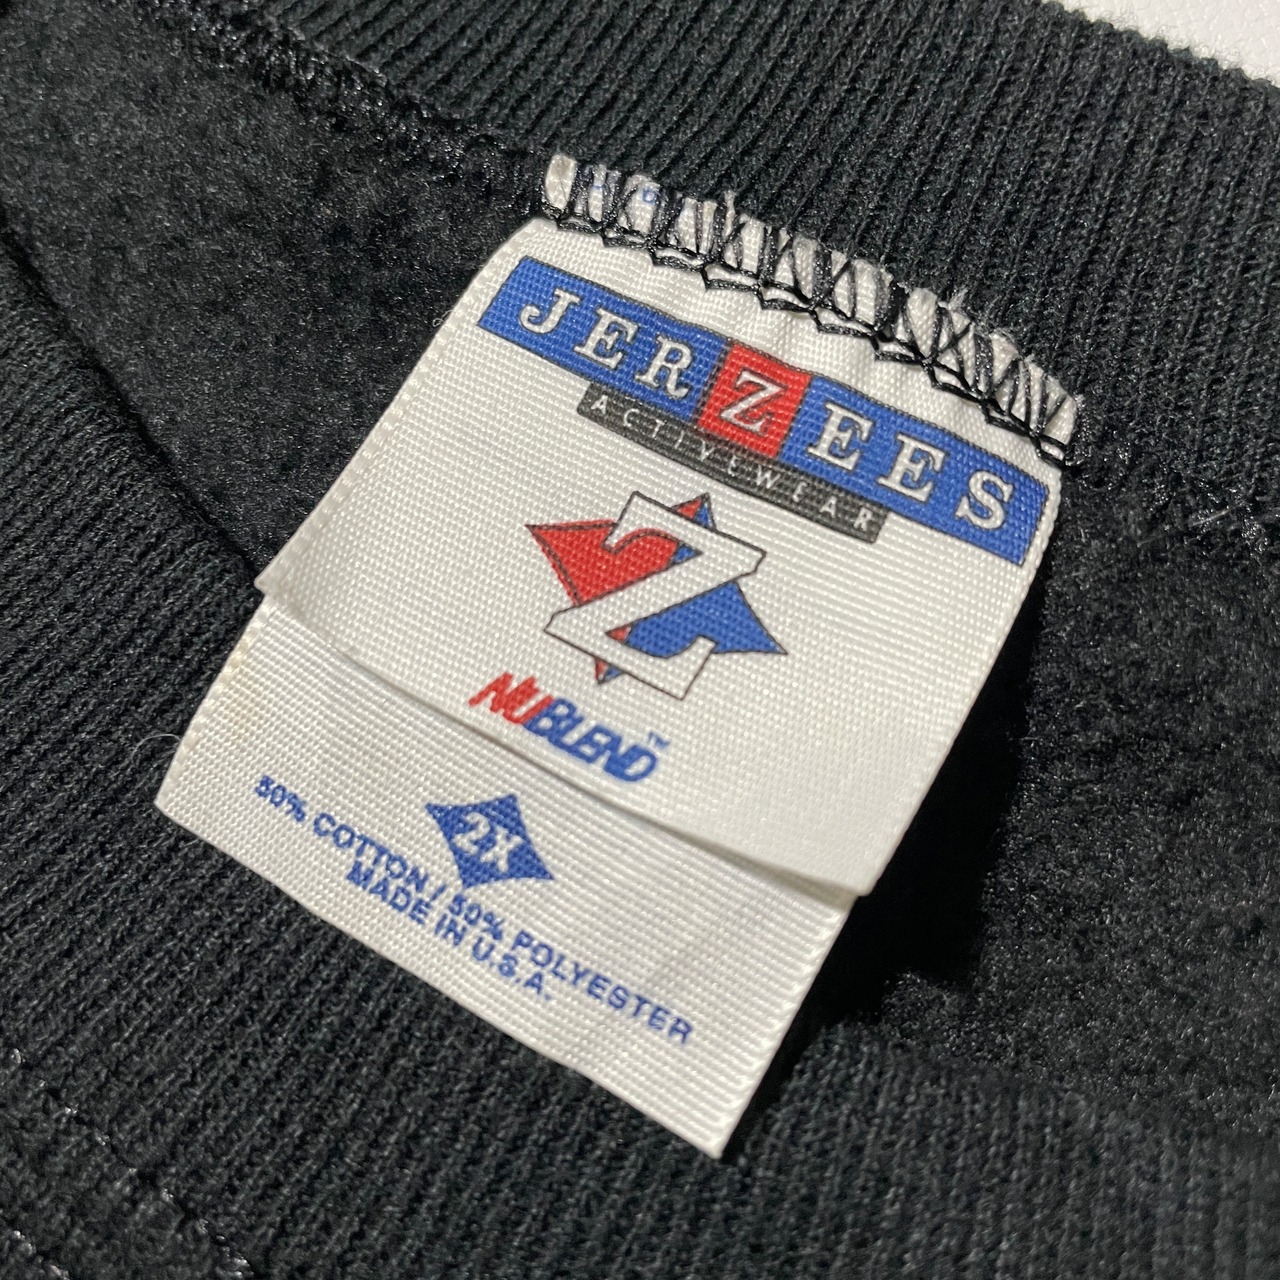 JERZEES
ACTIVEWEAR
Z
NUBLEND™
2X
50% COTTON / 50% POLYESTER
MADE IN U.S.A.